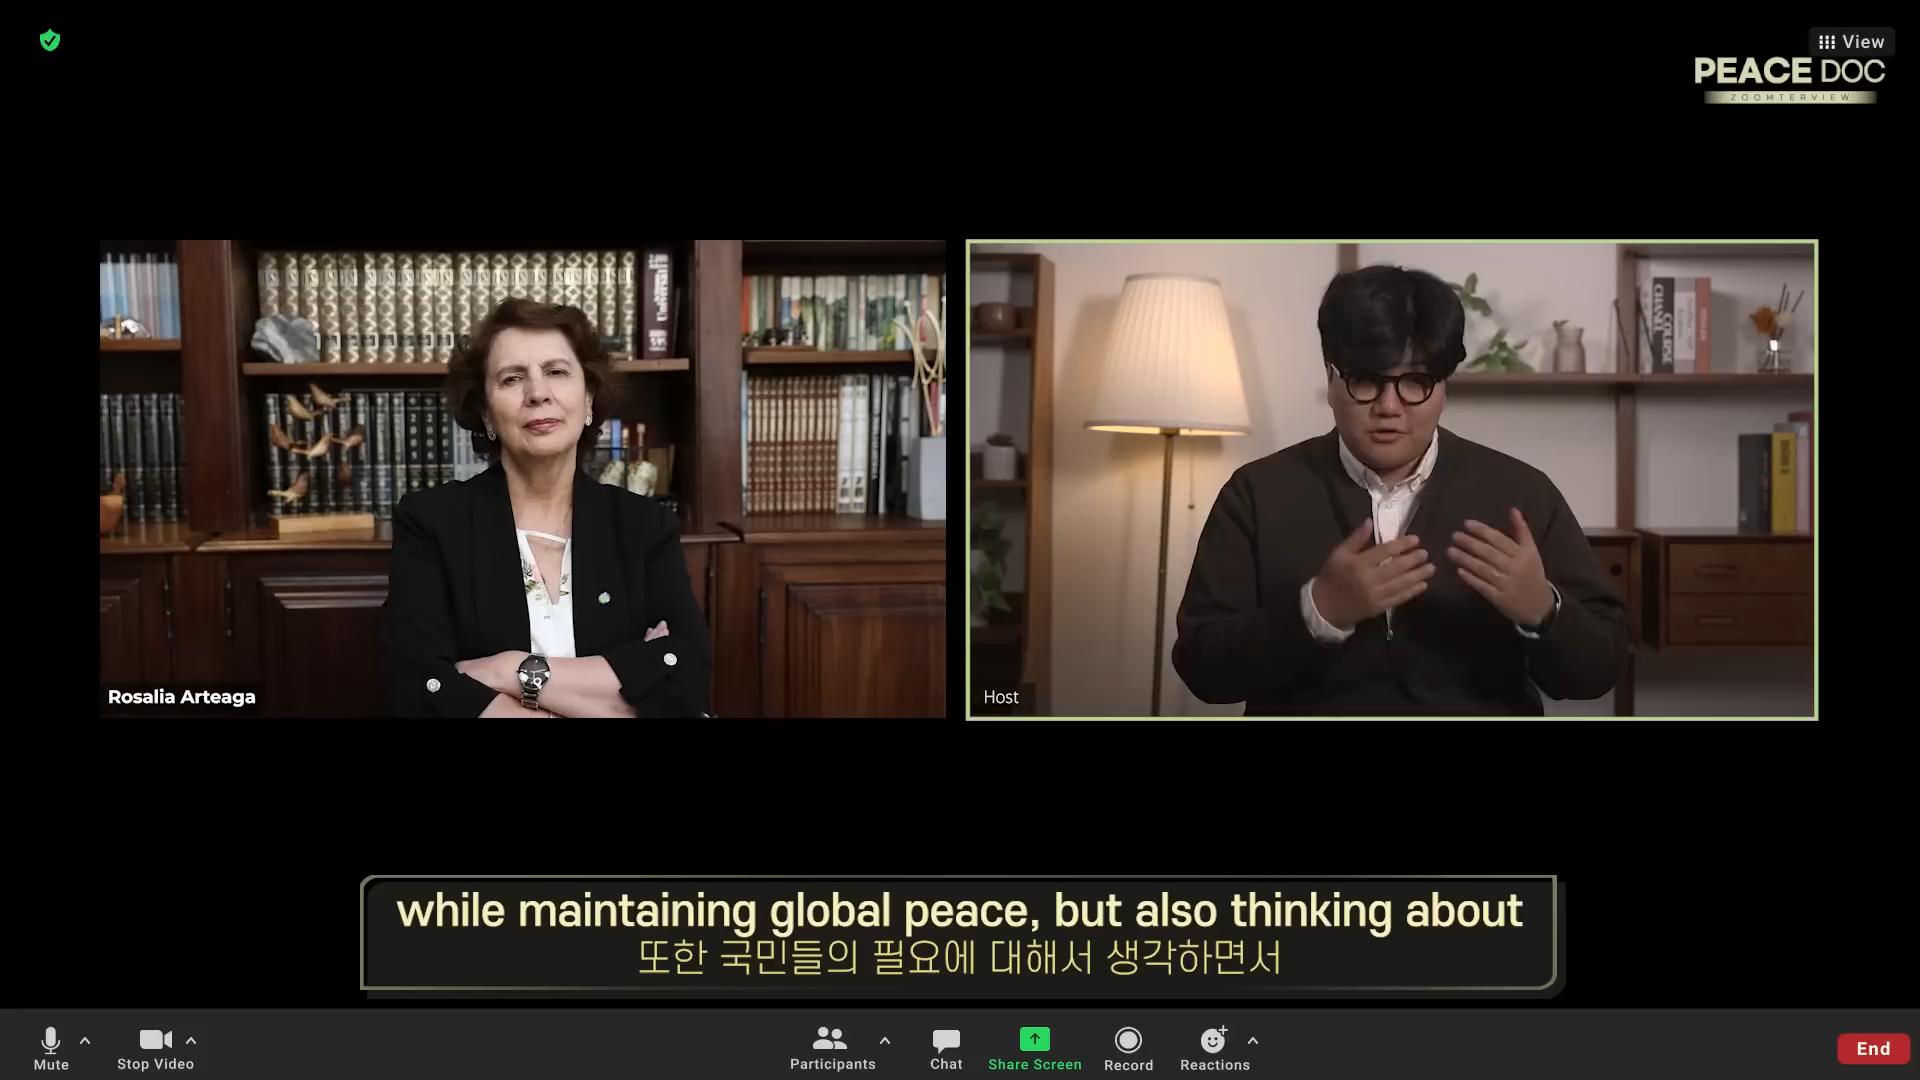 View
PEACE DOC
ZOOMTERVIEW
CHANEL
COLERSE
Rosalia Arteaga
Host
while maintaining global peace, but also thinking about
또한 국민들의 필요에 대해서 생각하면서
Mute
Stop Video
Participants
Chat
Share Screen
Record
Reactions
End